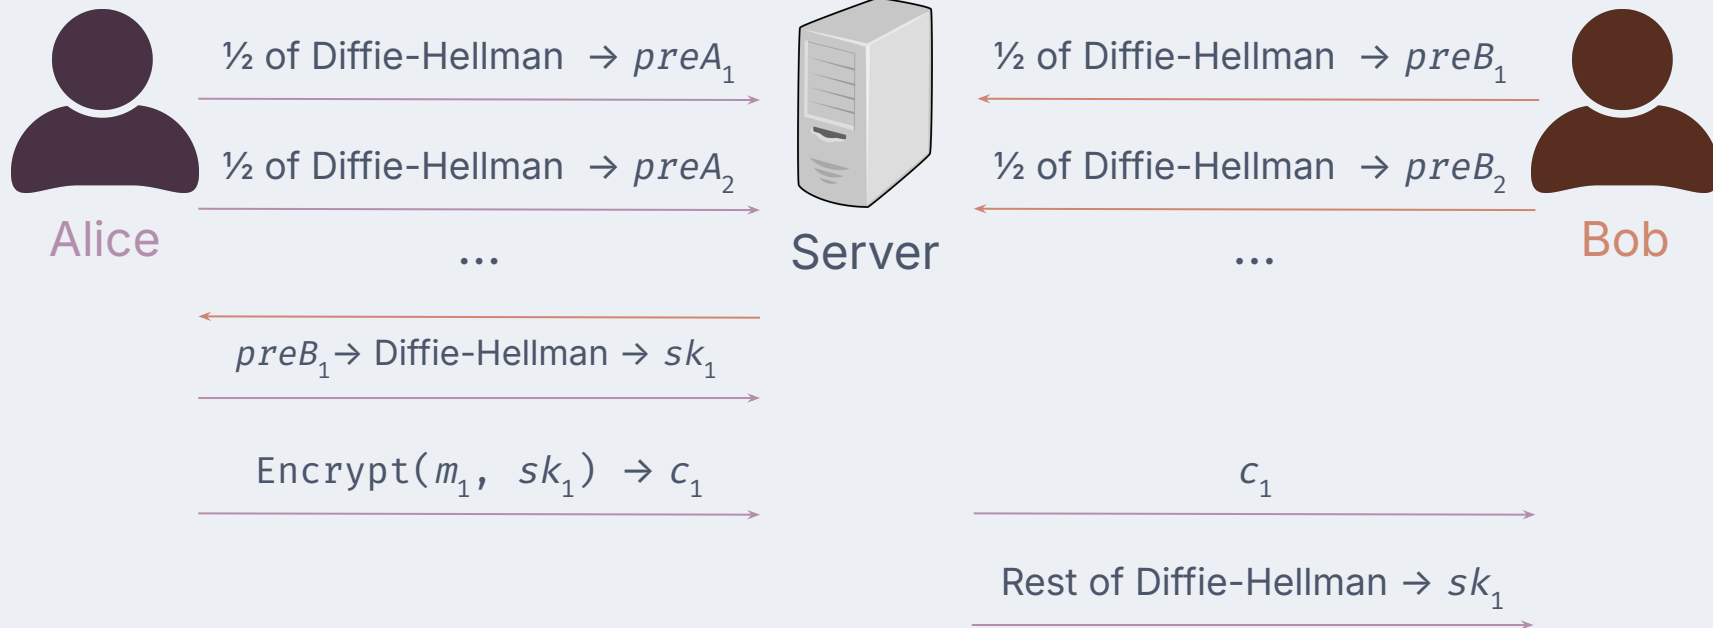 ½ of Diffie-Hellman → preA₁
½ of Diffie-Hellman → preB₁
½ of Diffie-Hellman → preA₂
½ of Diffie-Hellman → preB₂
Alice
Server
Bob
...
...
preB₁→ Diffie-Hellman → sk₁
Encrypt(m₁, sk₁) → c₁
c₁
Rest of Diffie-Hellman → sk₁